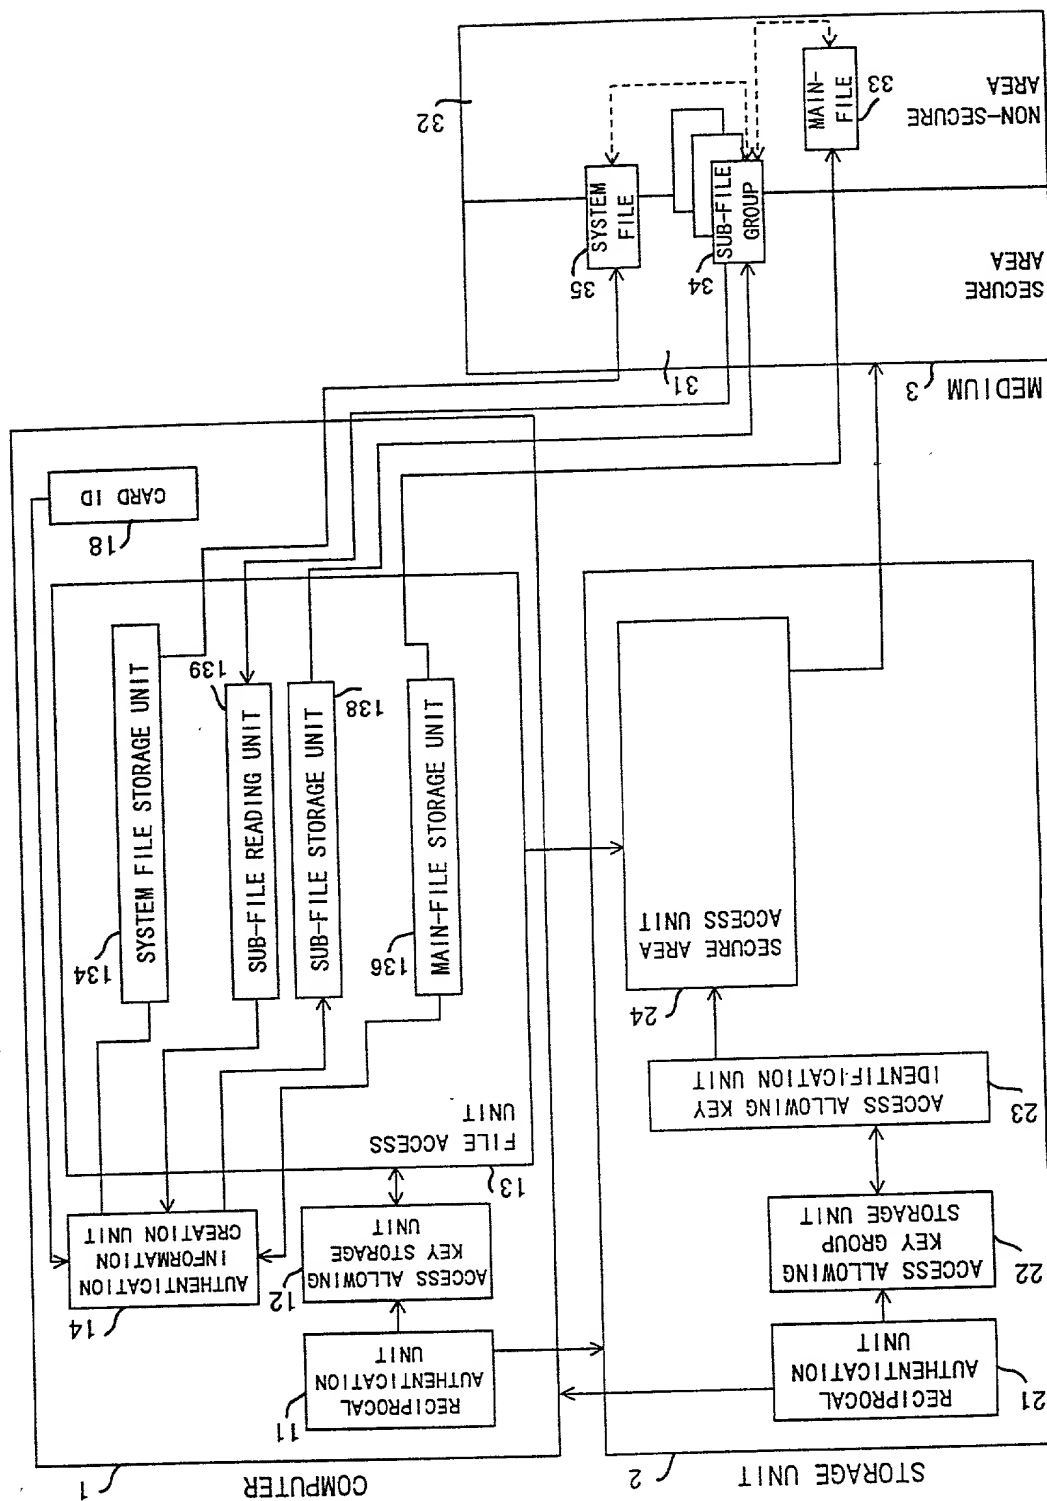 STORAGE UNIT
2
COMPUTER
1
21
RECIPROCAL
AUTHENTICATION
UNIT
11
RECIPROCAL
AUTHENTICATION
UNIT
22
ACCESS ALLOWING
KEY GROUP
STORAGE UNIT
12
ACCESS ALLOWING
KEY STORAGE
UNIT
14
AUTHENTICATION
INFORMATION
CREATION UNIT
23
ACCESS ALLOWING KEY
IDENTIFICATION UNIT
13
FILE ACCESS
UNIT
24
SECURE AREA
ACCESS UNIT
136
MAIN-FILE STORAGE UNIT
138
SUB-FILE STORAGE UNIT
139
SUB-FILE READING UNIT
134
SYSTEM FILE STORAGE UNIT
18
CARD ID
MEDIUM
3
31
SECURE
AREA
34
SUB-FILE
GROUP
35
SYSTEM
FILE
NON-SECURE
AREA
33
MAIN-
FILE
32